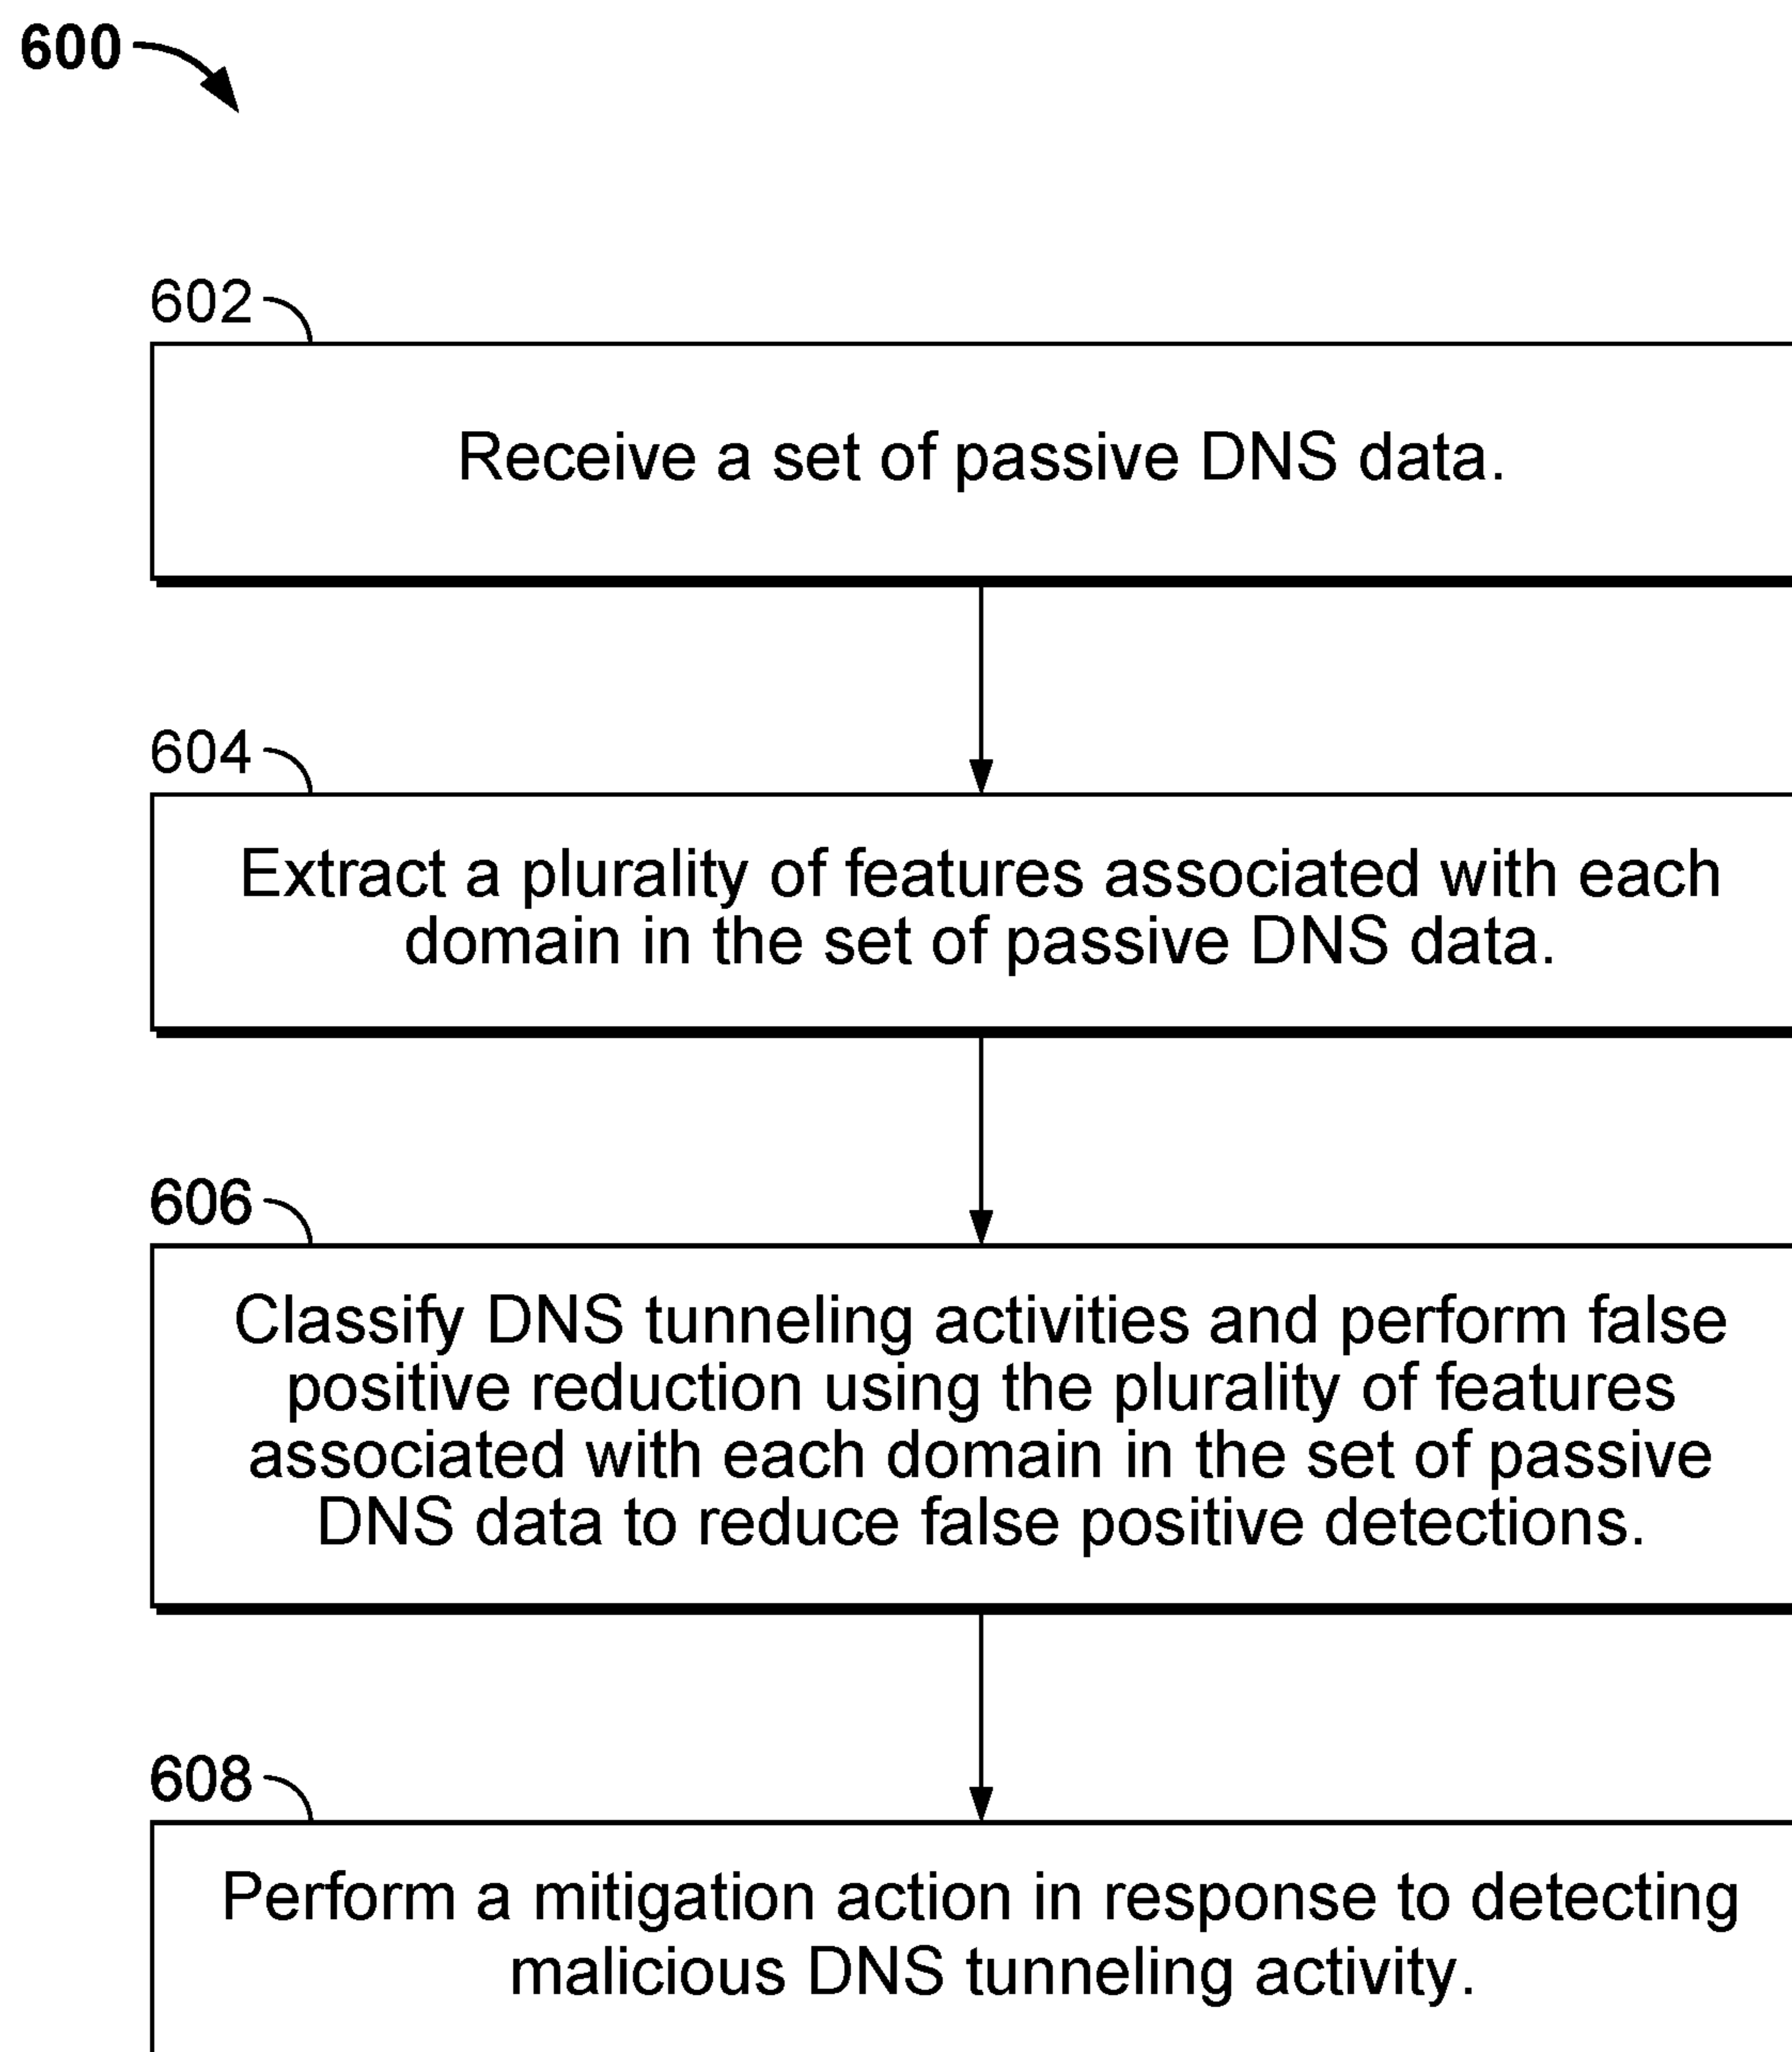 600
602
Receive a set of passive DNS data.
604
Extract a plurality of features associated with each
domain in the set of passive DNS data.
606
Classify DNS tunneling activities and perform false
positive reduction using the plurality of features
associated with each domain in the set of passive
DNS data to reduce false positive detections.
608
Perform a mitigation action in response to detecting
malicious DNS tunneling activity.